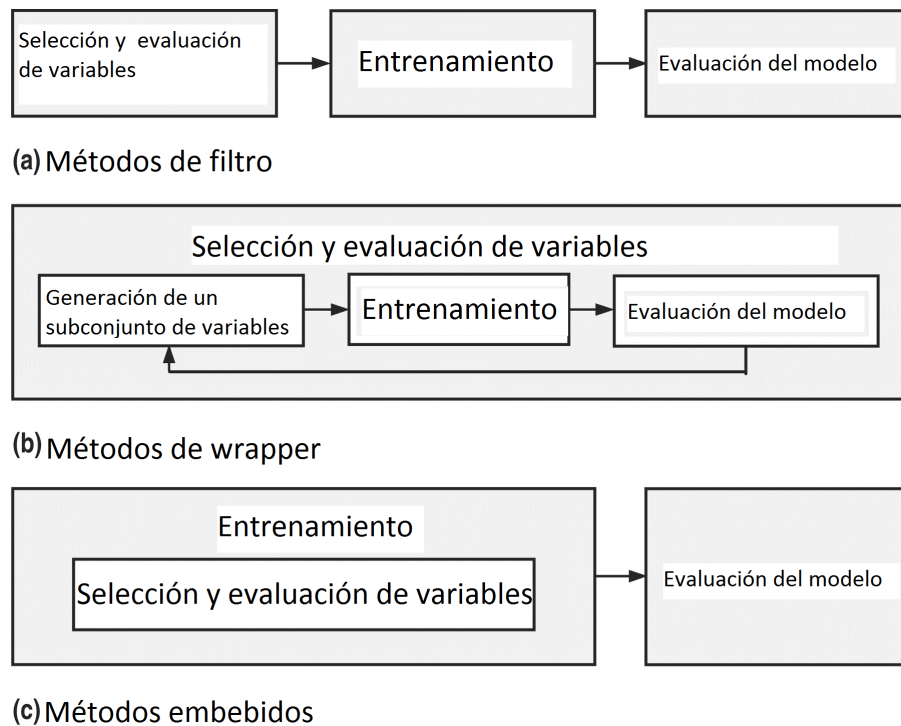 Selección y evaluación
de variables
Entrenamiento
Evaluación del modelo
(a) Métodos de filtro
Selección y evaluación de variables
Generación de un
subconjunto de variables
Entrenamiento
Evaluación del modelo
(b) Métodos de wrapper
Entrenamiento
Selección y evaluación de variables
Evaluación del modelo
(c) Métodos embebidos